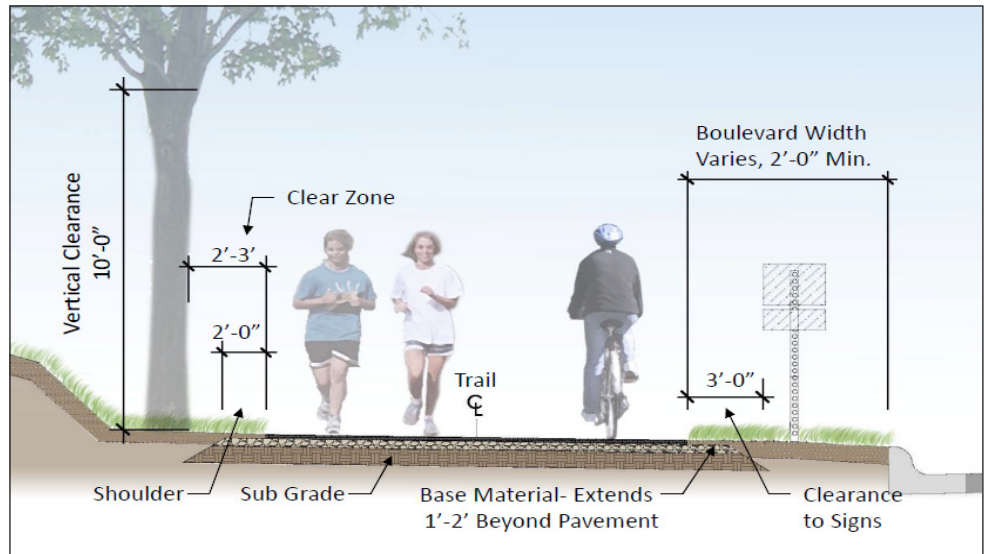 Boulevard Width
Varies, 2’-0” Min.
Clear Zone
Vertical Clearance
10’-0”
2’-3’
2’-0”
Trail
℄
3’-0”
Shoulder
Sub Grade
Base Material- Extends
1’-2’ Beyond Pavement
Clearance
to Signs